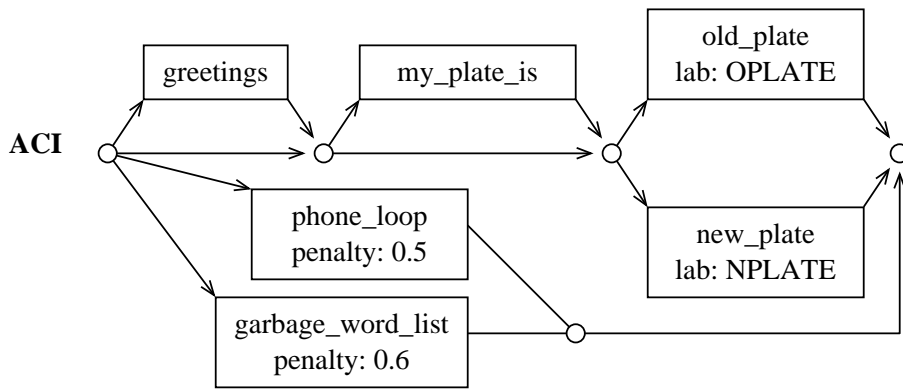 greetings
my_plate_is
old_plate
lab: OPLATE
ACI
phone_loop
penalty: 0.5
new_plate
lab: NPLATE
garbage_word_list
penalty: 0.6